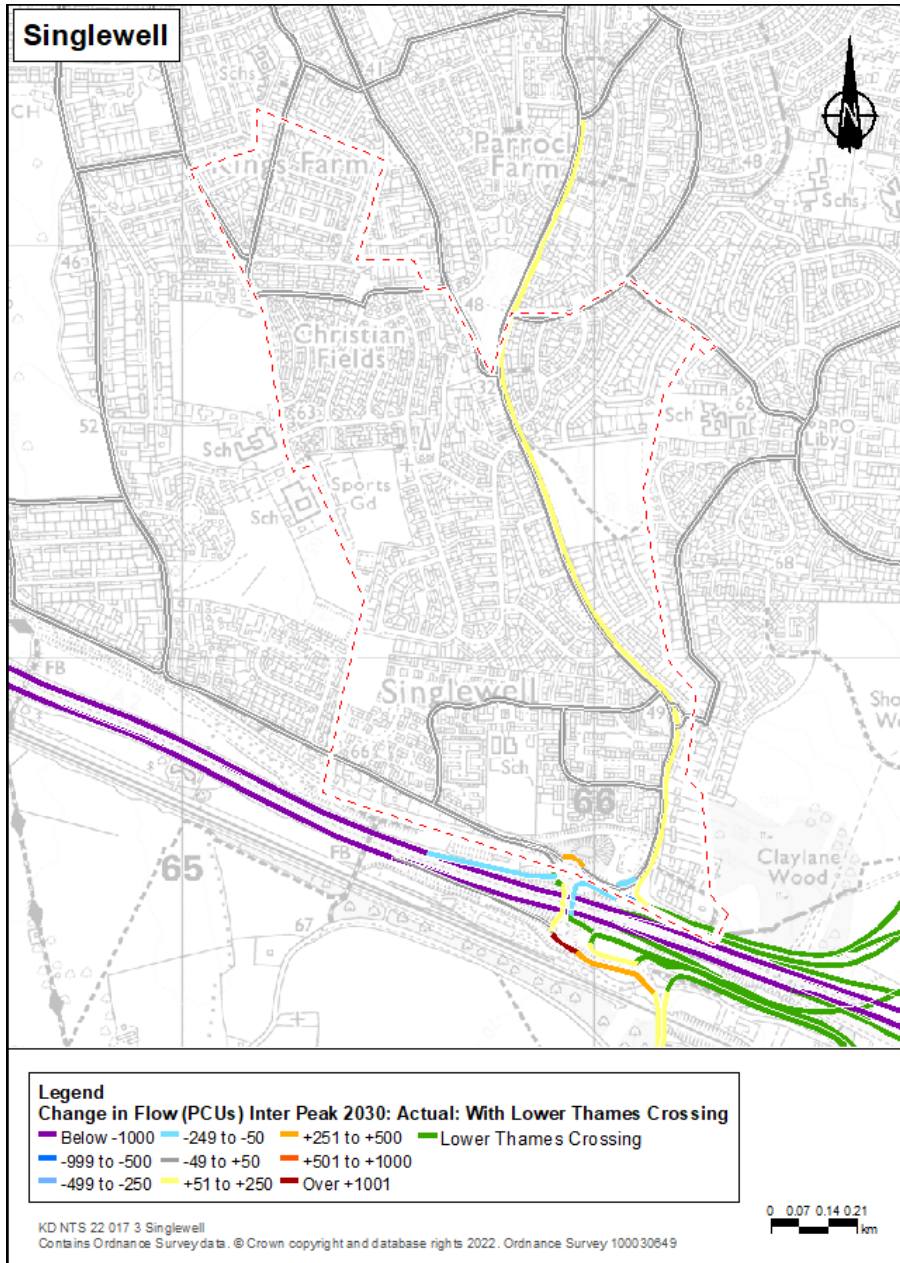 Singlewell
Schs
41
CH
Parrock
Farm
Kings Farm
Schs
46
48
Christian
Fields
32
63
52
Sch
Sch
62
PO
Liby
Sports
Gd
Sch
68
FB
Singlewell
49
66
Sch
66
65
FB
Claylane
Wood
67
Legend
Change in Flow (PCUs) Inter Peak 2030: Actual: With Lower Thames Crossing
Below -1000 -249 to -50 +251 to +500 Lower Thames Crossing
-999 to -500 -49 to +50 +501 to +1000
-499 to -250 +51 to +250 Over +1001
0 0.07 0.14 0.21
km
KD NTS 22 017 3 Singlewell
Contains Ordnance Survey data. © Crown copyright and database rights 2022. Ordnance Survey 100030649